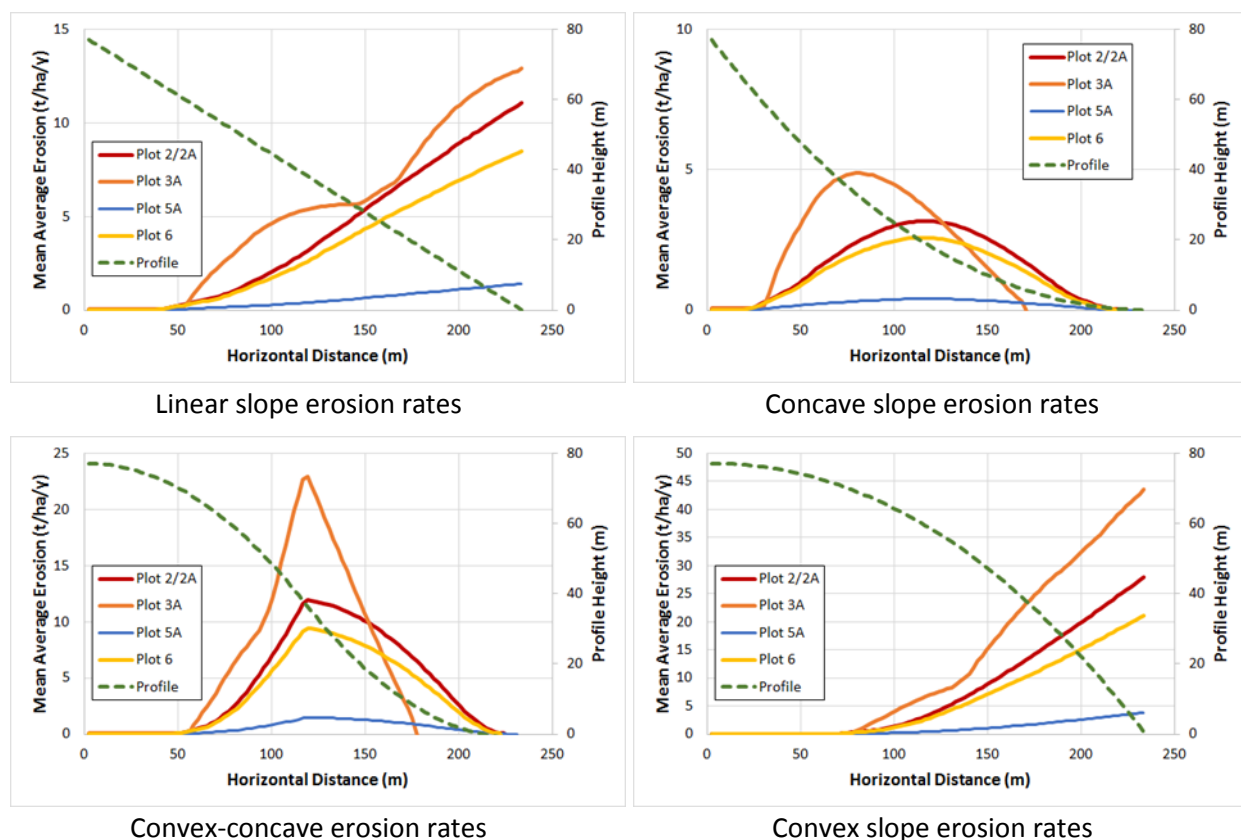 15
10
5
0
80
60
40
20
0
0 50 100 150 200 250
Mean Average Erosion (t/ha/y)
Profile Height (m)
Horizontal Distance (m)
Plot 2/2A
Plot 3A
Plot 5A
Plot 6
Profile
Linear slope erosion rates
10
5
0
80
60
40
20
0
0 50 100 150 200 250
Mean Average Erosion (t/ha/y)
Profile Height (m)
Horizontal Distance (m)
Plot 2/2A
Plot 3A
Plot 5A
Plot 6
Profile
Concave slope erosion rates
25
20
15
10
5
0
80
60
40
20
0
0 50 100 150 200 250
Mean Average Erosion (t/ha/y)
Profile Height (m)
Horizontal Distance (m)
Plot 2/2A
Plot 3A
Plot 5A
Plot 6
Profile
Convex-concave erosion rates
50
45
40
35
30
25
20
15
10
5
0
80
60
40
20
0
0 50 100 150 200 250
Mean Average Erosion (t/ha/y)
Profile Height (m)
Horizontal Distance (m)
Plot 2/2A
Plot 3A
Plot 5A
Plot 6
Profile
Convex slope erosion rates